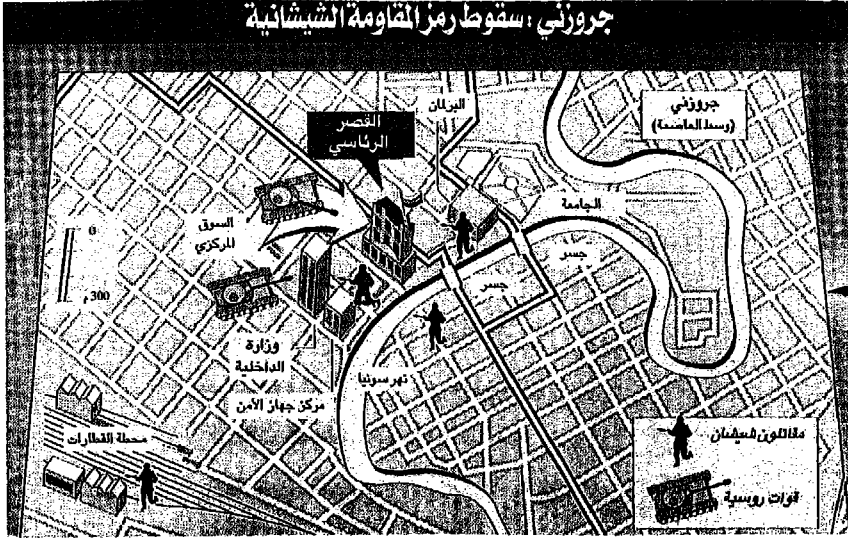 جروزني : سقوط رمز المقاومة الشيشانية
جروزني
(وسط العاصمة)
البرلمان
القصر
الرئاسي
الجامعة
السوق
المركزي
0
300م
جسر
جسر
وزارة
الداخلية
نهر سونيا
مركز جهاز الأمن
محطة القطارات
مقاتلون شيشان
قوات روسية